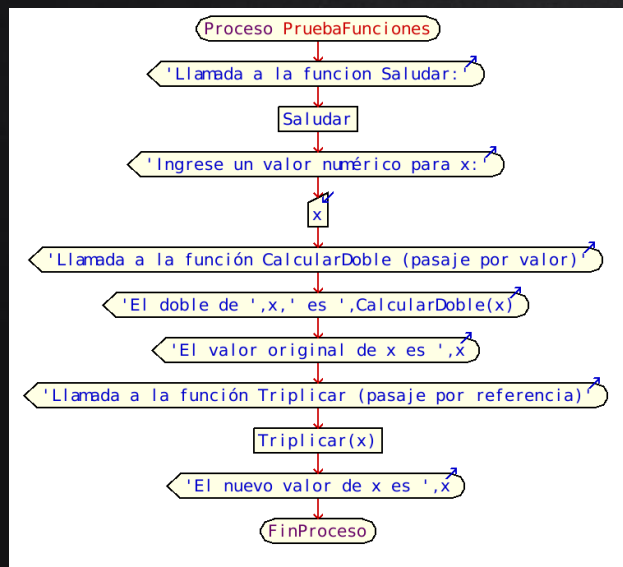 Proceso PruebaFunciones
'Llamada a la funcion Saludar:'
Saludar
'Ingrese un valor numérico para x:'
x
'Llamada a la función CalcularDoble (pasaje por valor)'
'El doble de ',x,' es ',CalcularDoble(x)
'El valor original de x es ',x
'Llamada a la función Triplicar (pasaje por referencia)'
Triplicar(x)
'El nuevo valor de x es ',x
FinProceso